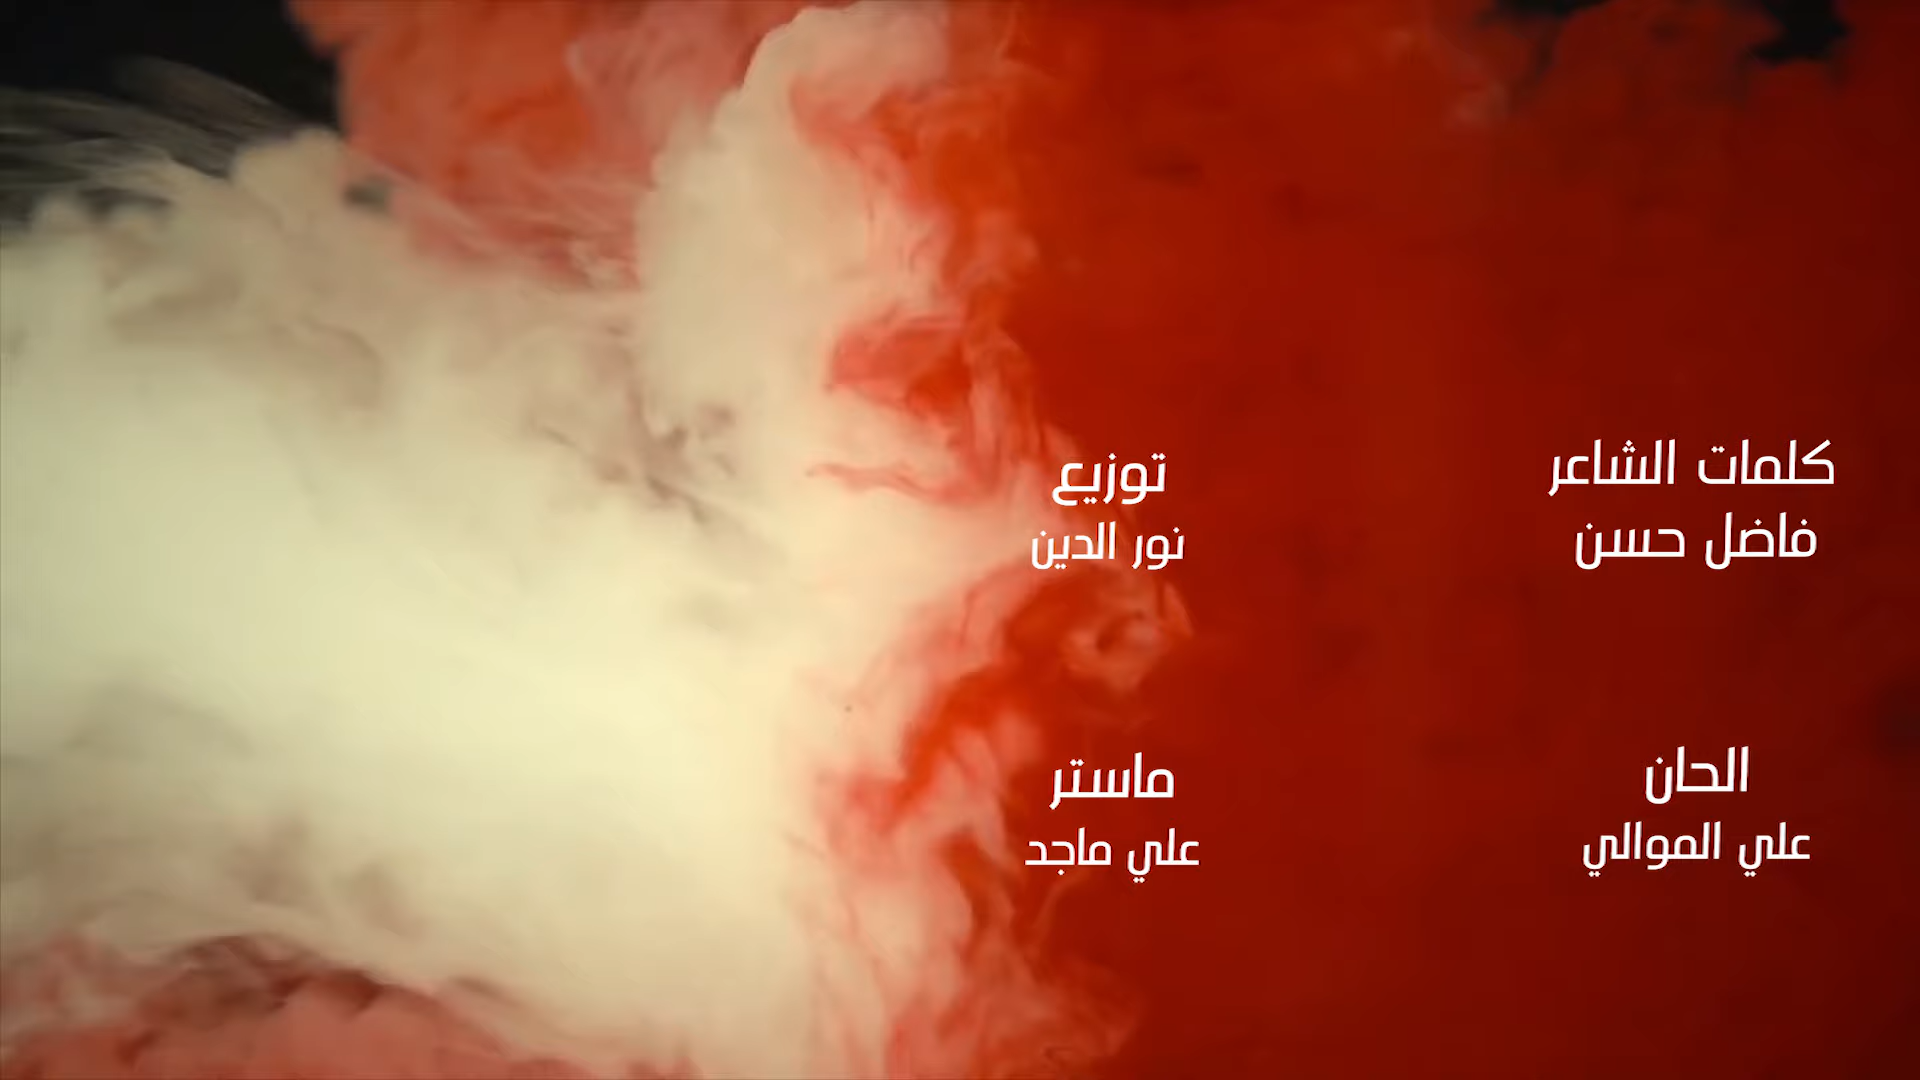 كلمات الشاعر
فاضل حسن
توزيع
نور الدين
الحان
علي الموالي
ماستر
علي ماجد